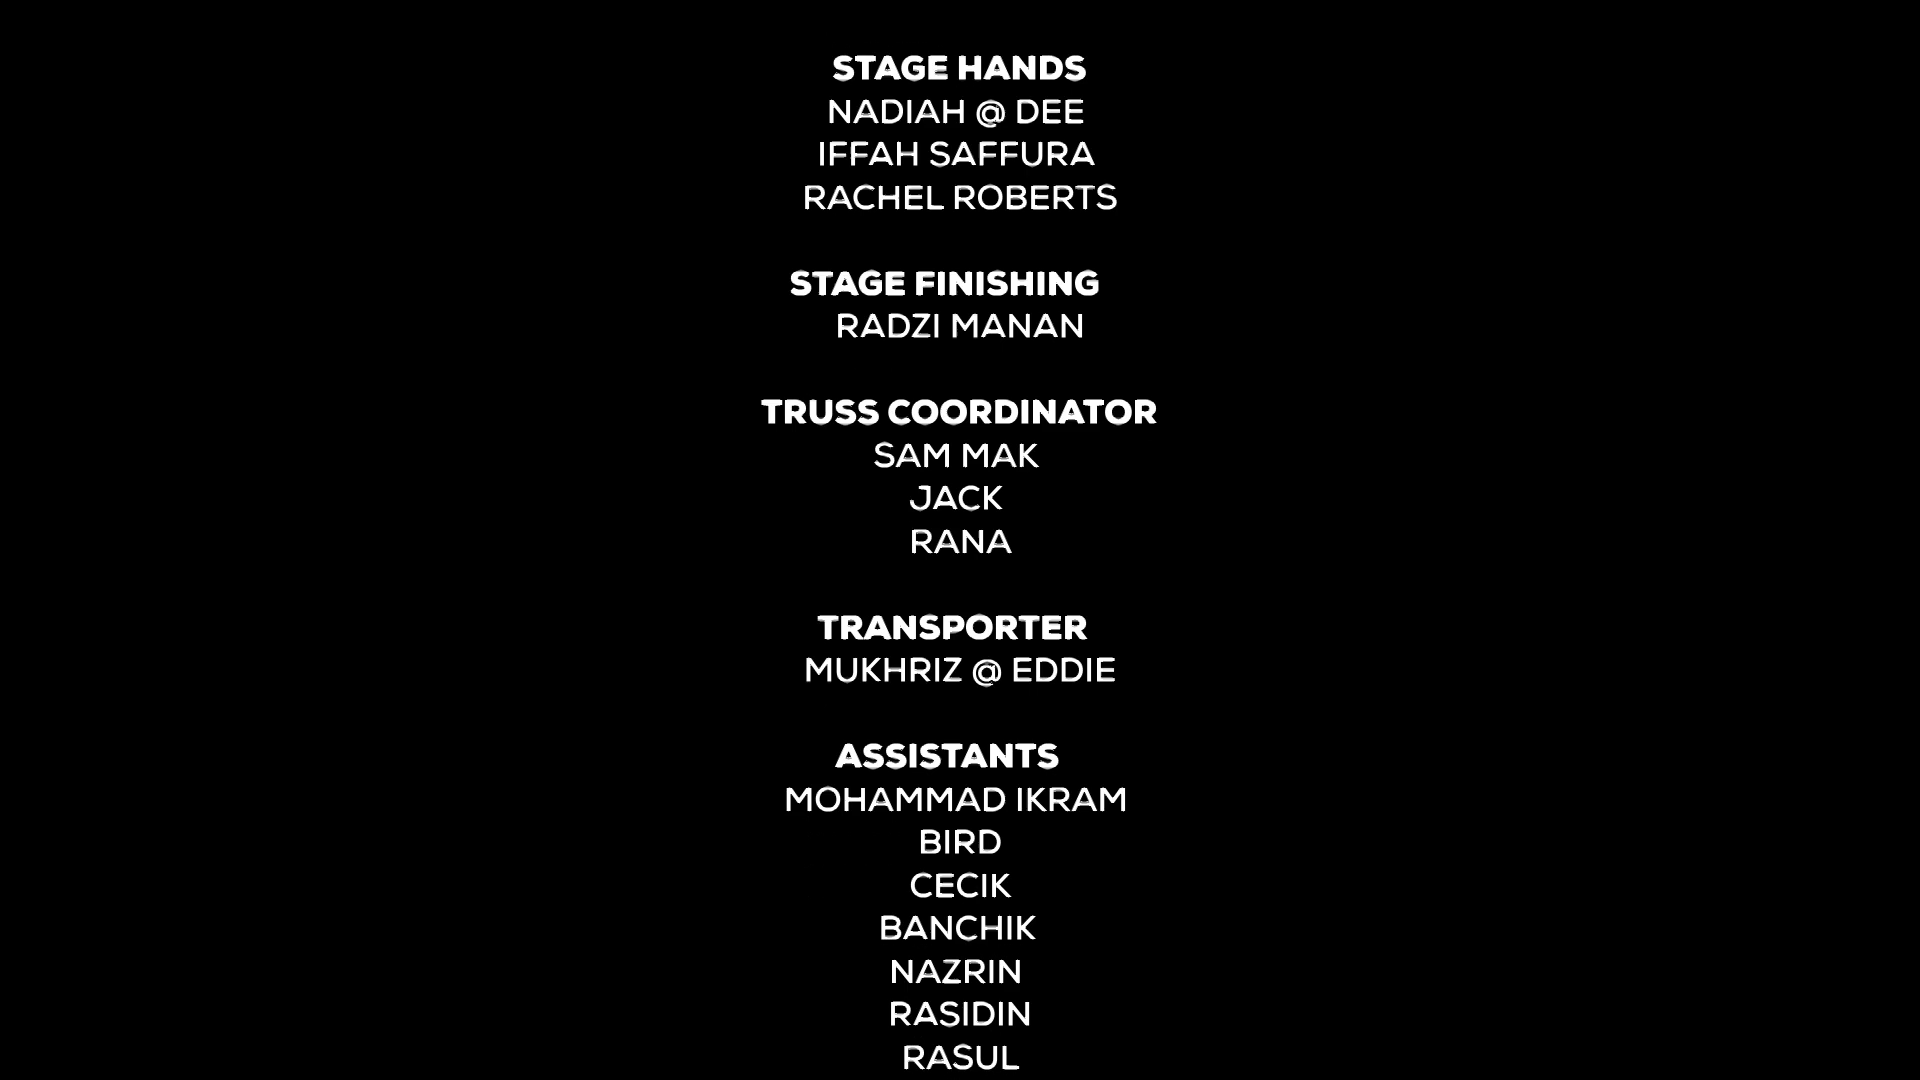 STAGE HANDS
NADIAH @ DEE
IFFAH SAFFURA
RACHEL ROBERTS
STAGE FINISHING
RADZI MANAN
TRUSS COORDINATOR
SAM MAK
JACK
RANA
TRANSPORTER
MUKHRIZ @ EDDIE
ASSISTANTS
MOHAMMAD IKRAM
BIRD
CECIK
BANCHIK
NAZRIN
RASIDIN
RASUL